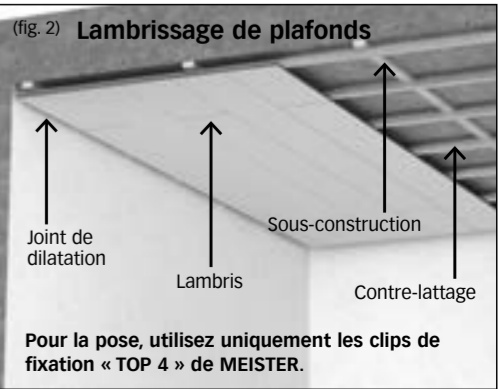 (fig. 2) Lambrissage de plafonds
Joint de
dilatation
Lambris
Sous-construction
Contre-lattage
Pour la pose, utilisez uniquement les clips de
fixation « TOP 4 » de MEISTER.